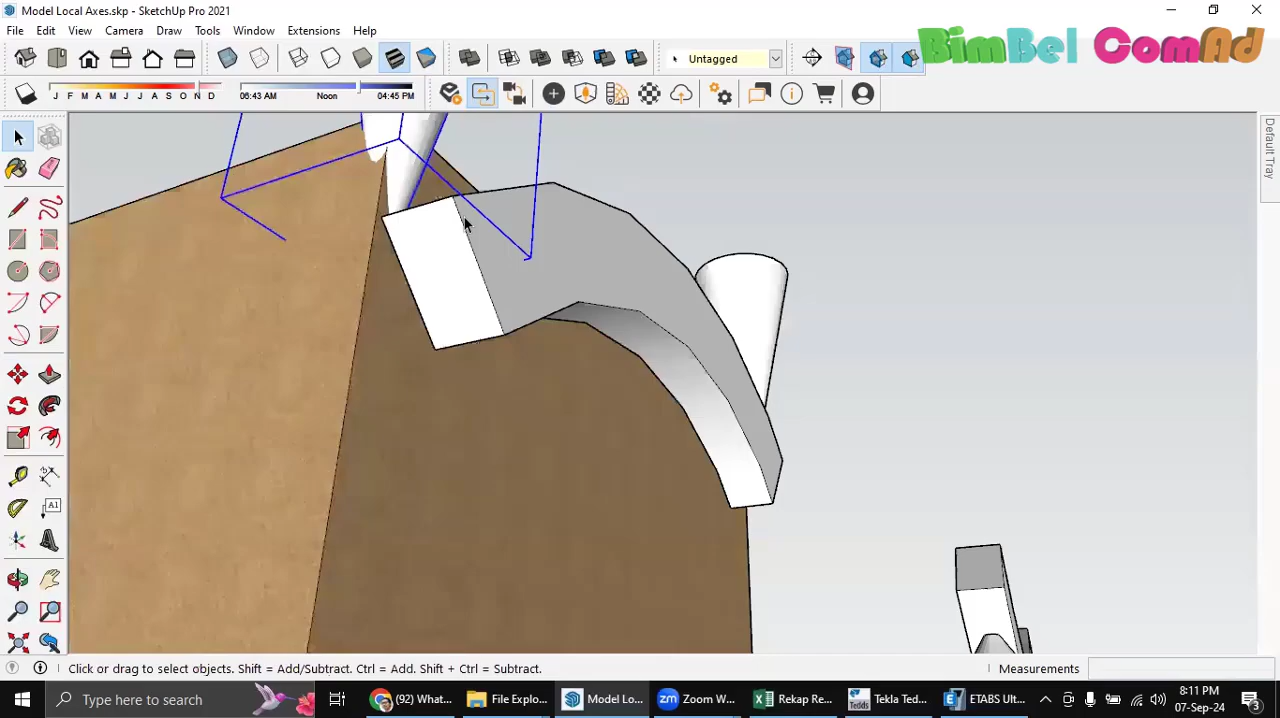 Model Local Axes.skp - SketchUp Pro 2021
File Edit View Camera Draw Tools Window Extensions Help
Untagged
BimBel ComAd
J F M A M J J A S O N D
06:43 AM Noon 04:45 PM
Default Tray
A1
Click or drag to select objects. Shift = Add/Subtract. Ctrl = Add. Shift + Ctrl = Subtract.
Measurements
Type here to search
(92) What...
File Explo...
Model Lo...
Zoom W...
Rekap Re...
Tekla Ted...
ETABS Ult...
8:11 PM
07-Sep-24
3